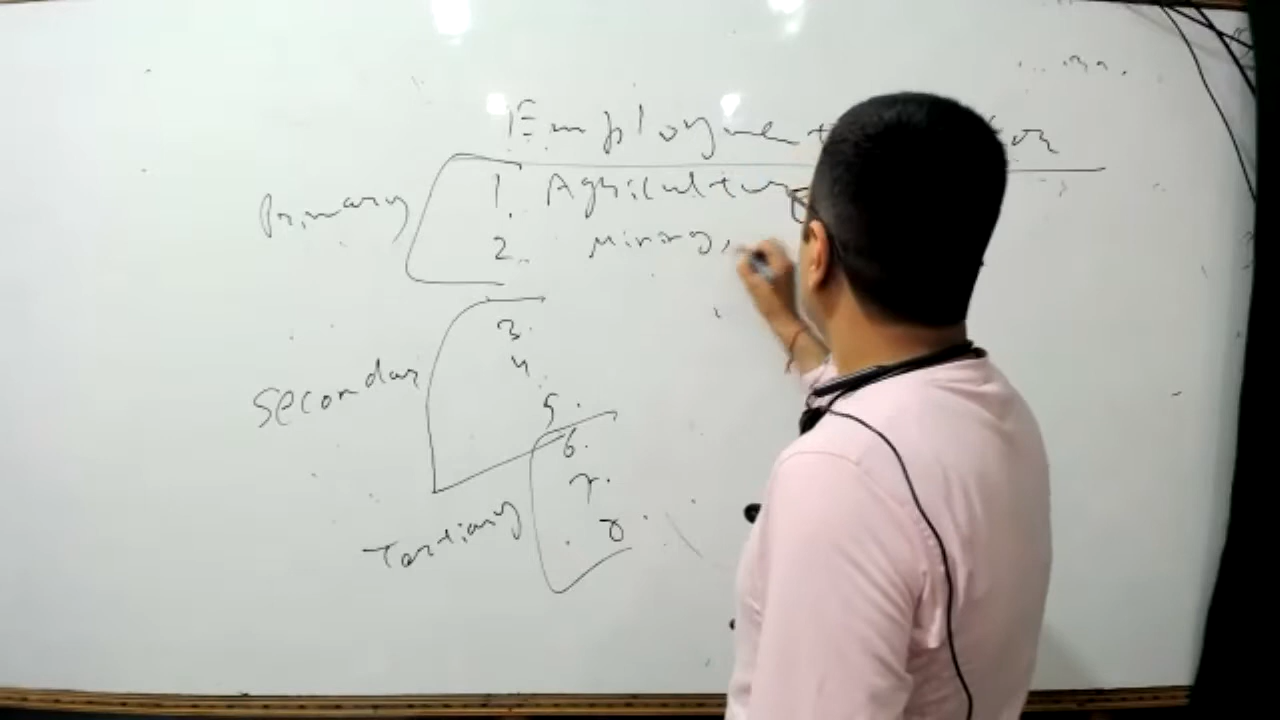 Employment
Primary
1. Agriculture
2. Mining,
Secondary
3.
4.
5.
6.
7.
Tertiary
8.